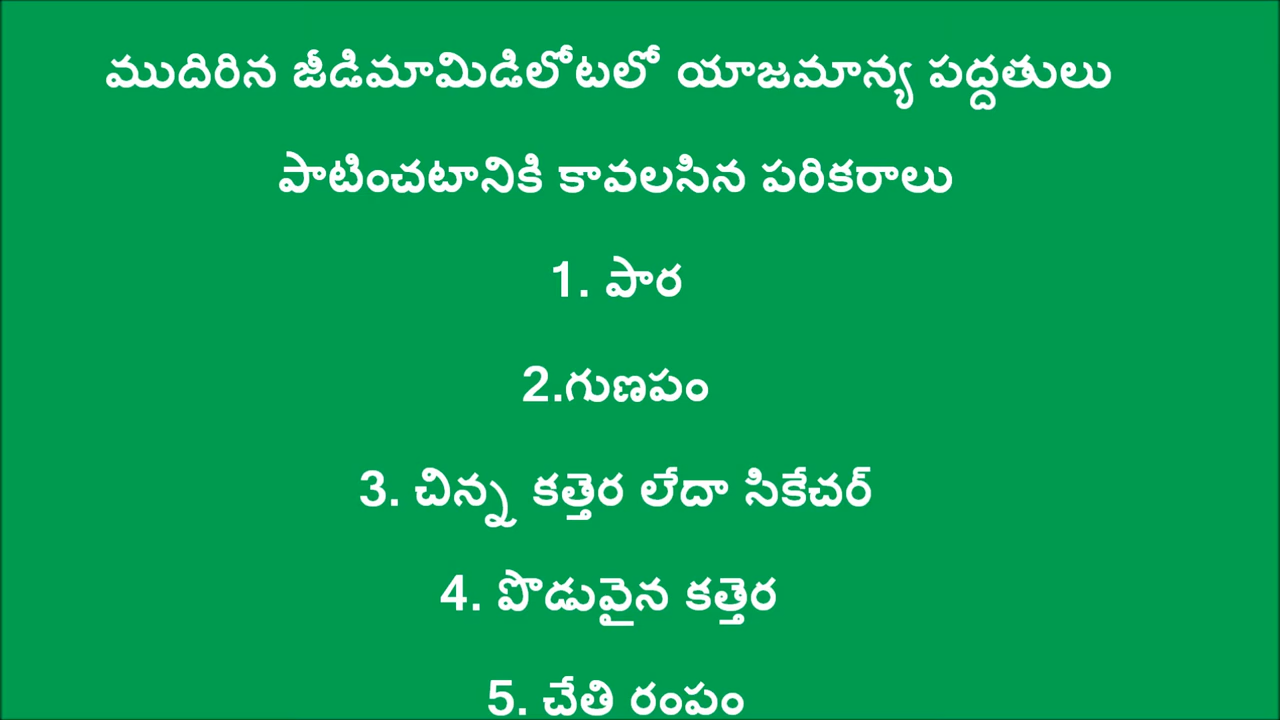 ముదిరిన జీడిమామిడిలోటలో యాజమాన్య పద్దతులు
పాటించటానికి కావలసిన పరికరాలు
1. పార
2.గుణపం
3. చిన్న కత్తెర లేదా సికేచర్
4. పొడువైన కత్తెర
5. చేతి రంపం